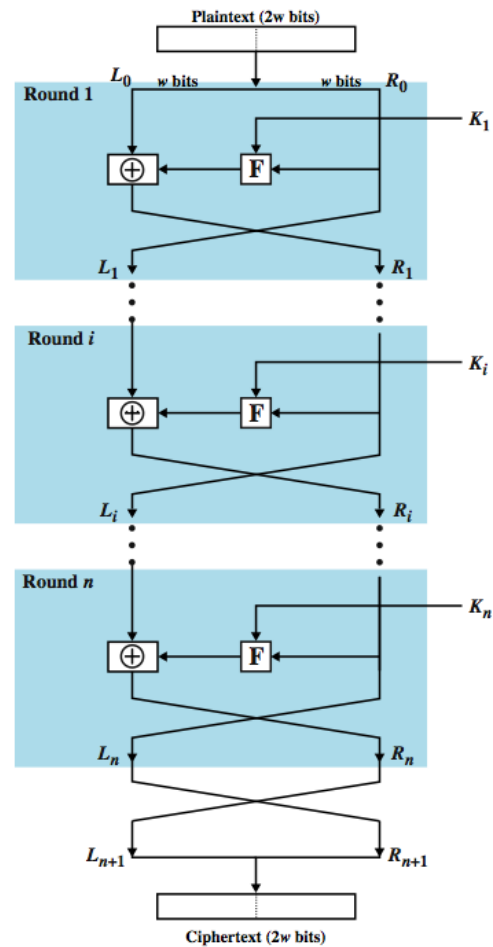 Plaintext (2w bits)
L0 w bits w bits R0
Round 1
K1
F
L1 R1
Round i
Ki
F
Li Ri
Round n
Kn
F
Ln Rn
Ln+1 Rn+1
Ciphertext (2w bits)